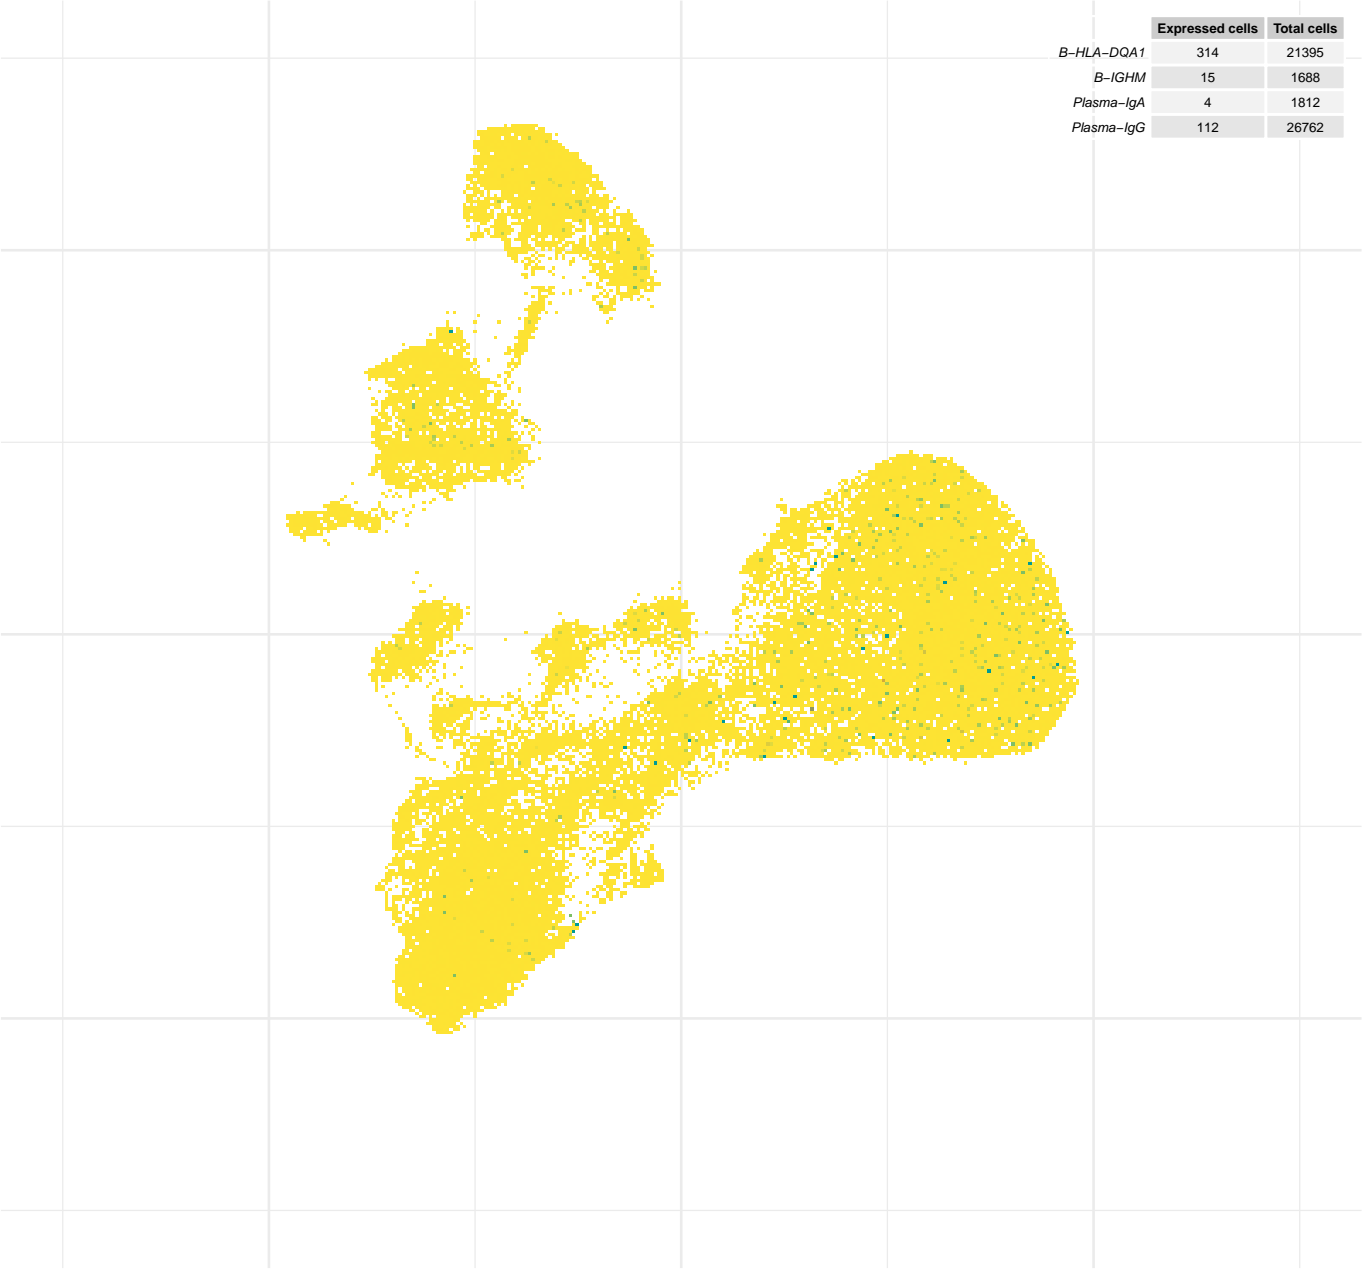 Expressed cells Total cells
B−HLA−DQA1 314 21395
B−IGHM 15 1688
Plasma−IgA 4 1812
Plasma−IgG 112 26762